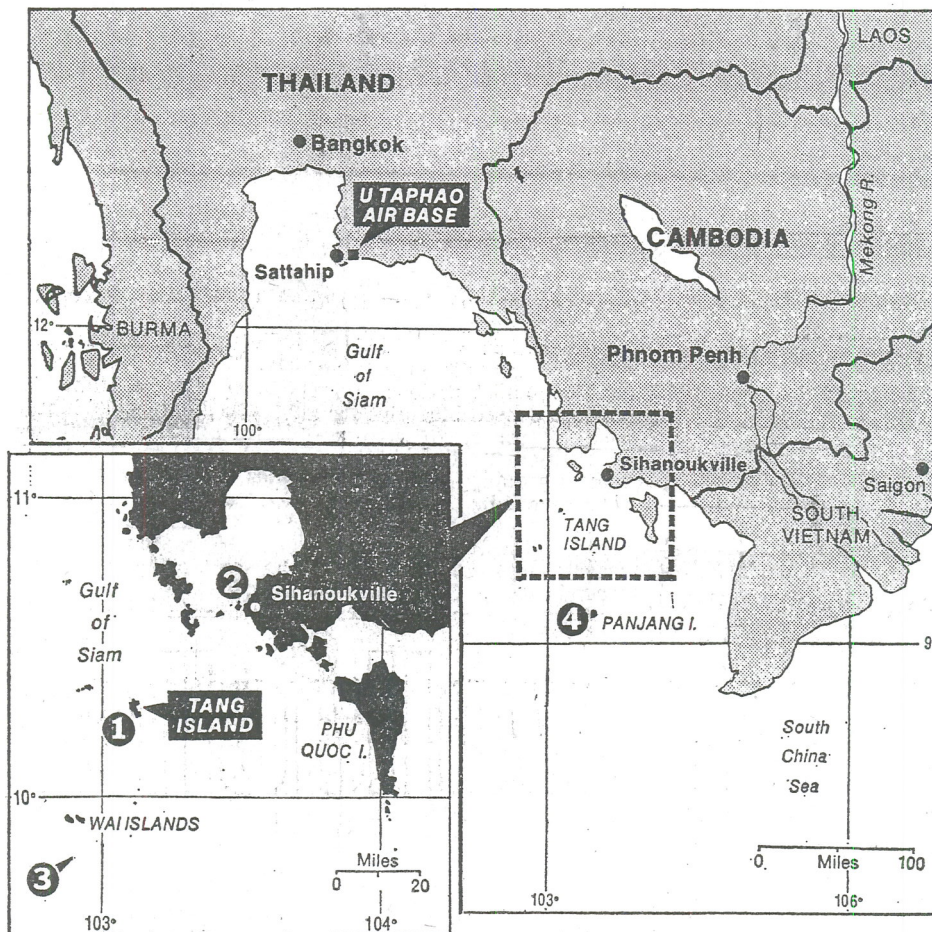 LAOS
THAILAND
Bangkok
U TAPHAO
AIR BASE
Mekong R.
CAMBODIA
Sattahip
12°
BURMA
Gulf
of
Siam
Phnom Penh
100°
Sihanoukville
Saigon
TANG
ISLAND
SOUTH
VIETNAM
4 PANJANG I.
9
South
China
Sea
0 Miles 100
103°
106°
11°
2
Sihanoukville
Gulf
of
Siam
1
TANG
ISLAND
PHU
QUOC I.
10°
WAI ISLANDS
3
Miles
0 20
103°
104°